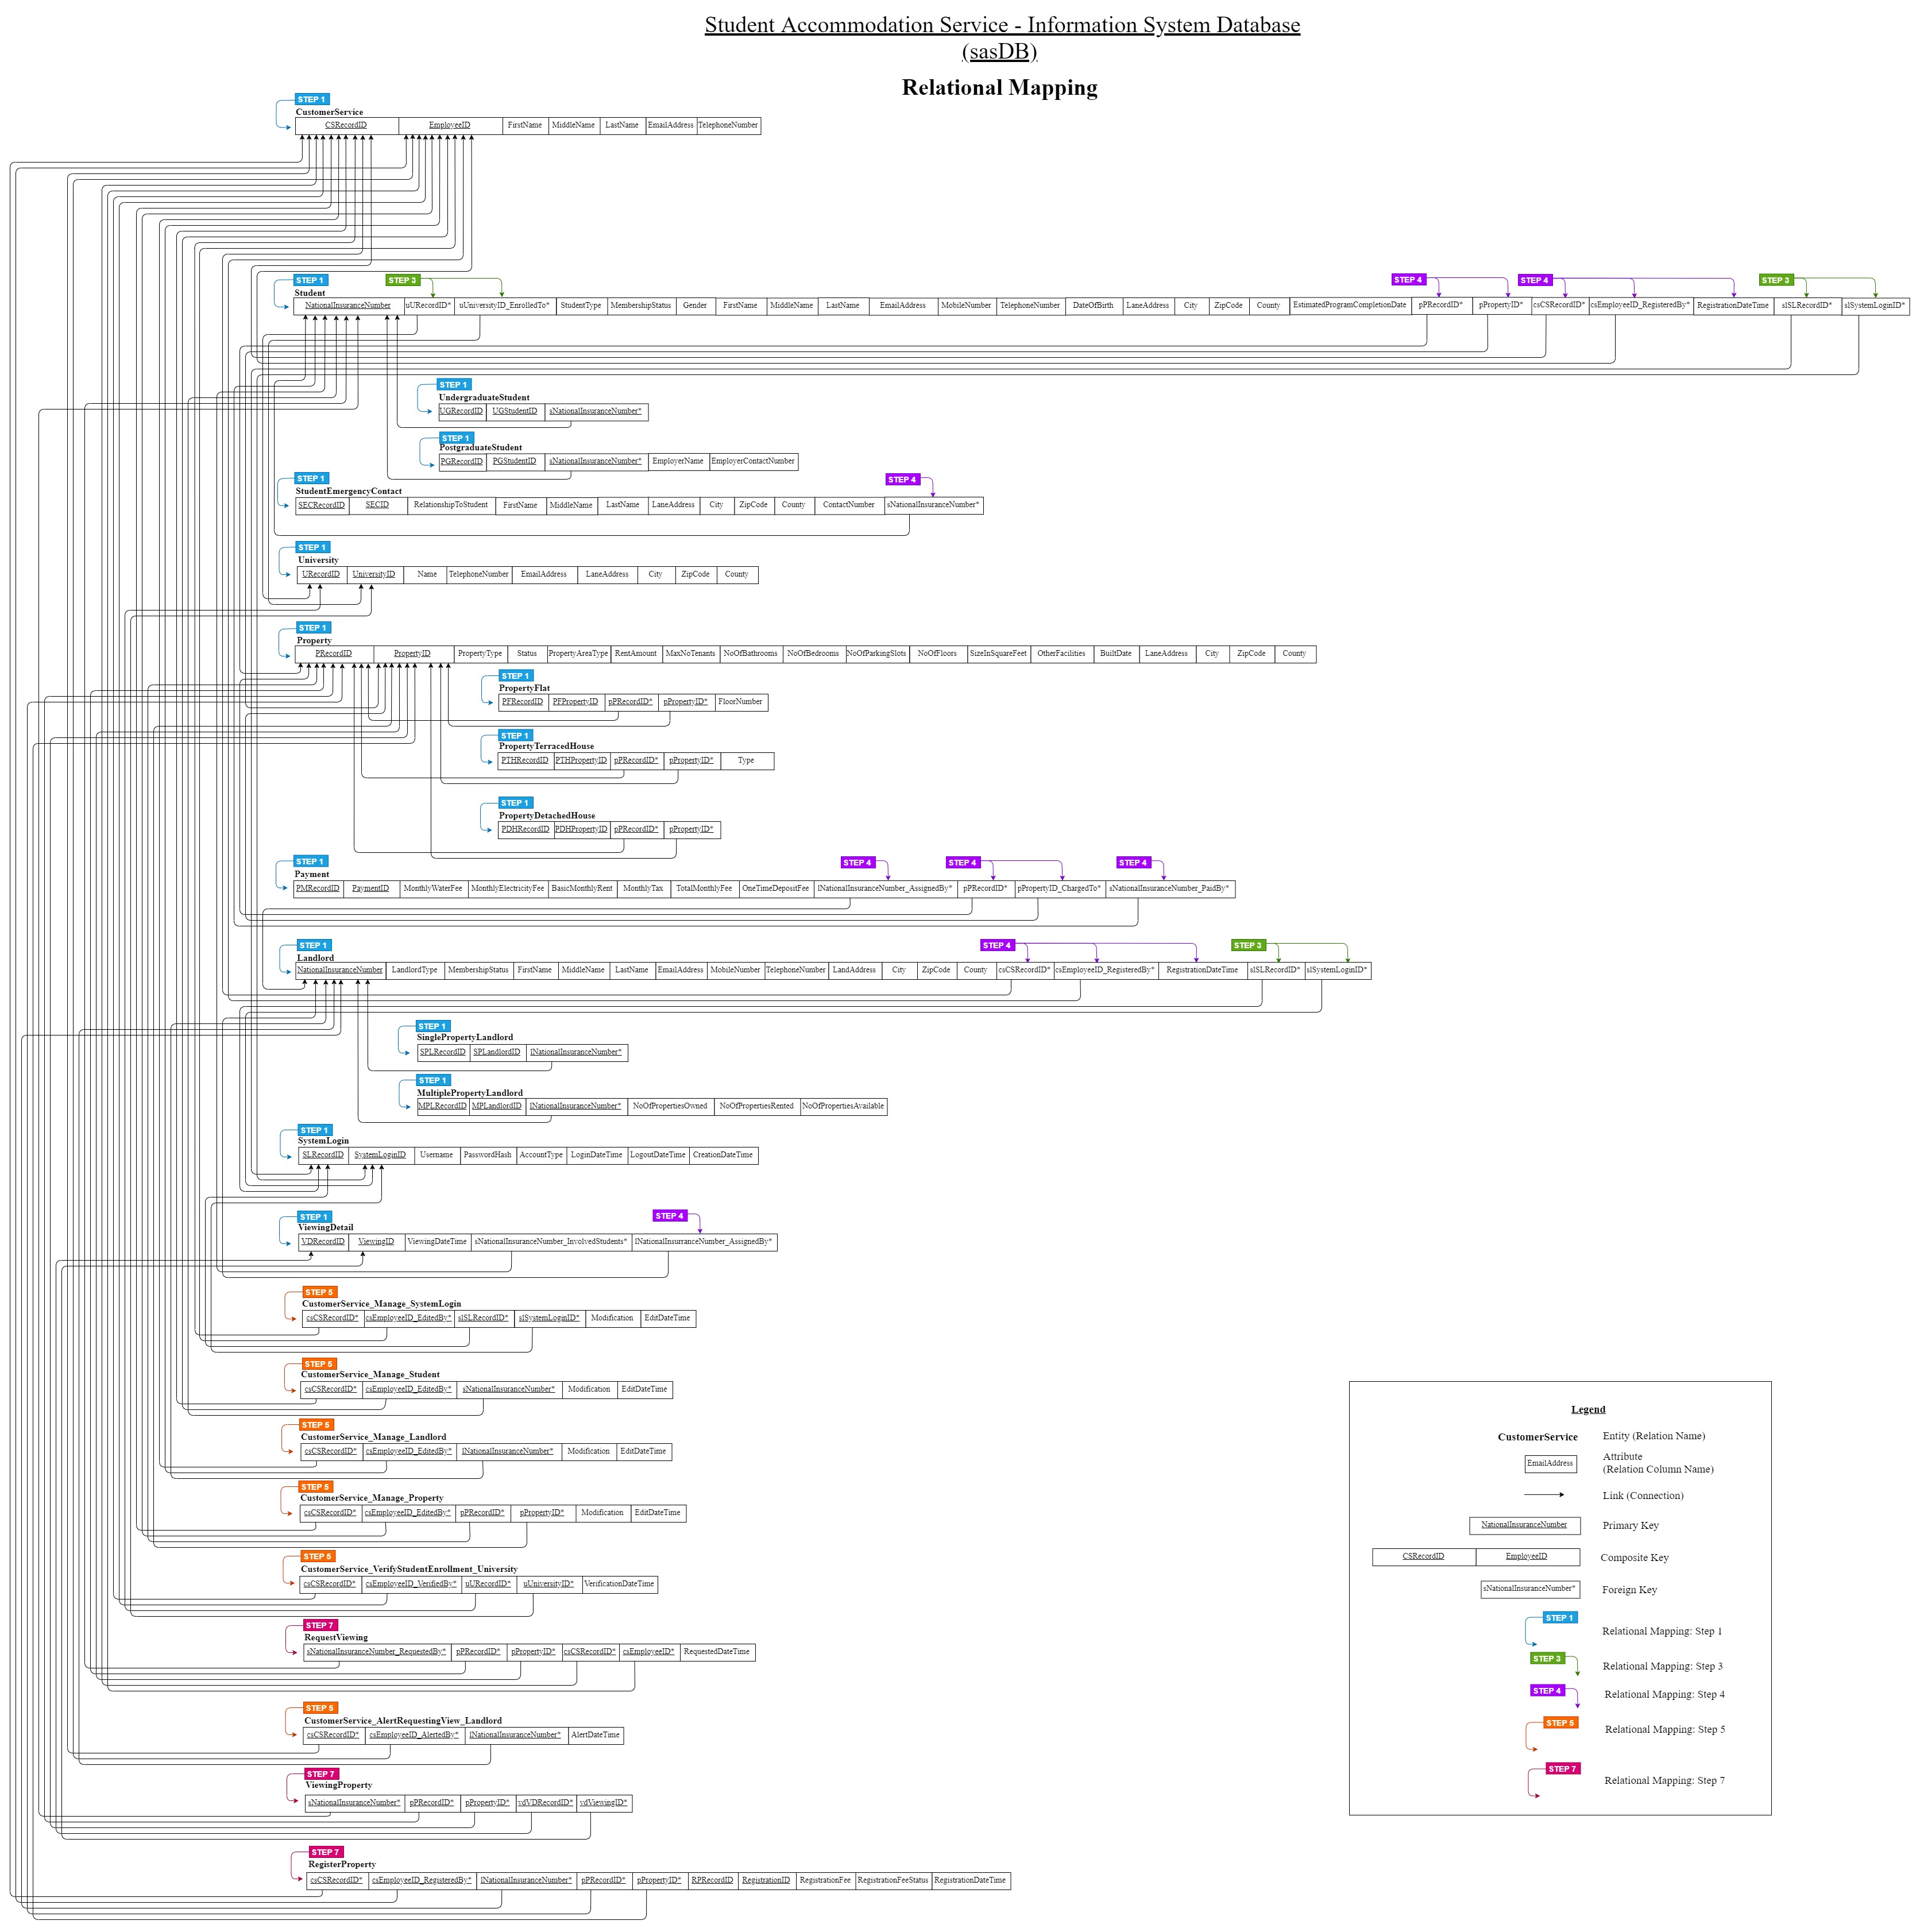 Student Accommodation Service - Information System Database
(sasDB)
Relational Mapping
STEP 1
CustomerService
CSRecordID EmployeeID FirstName MiddleName LastName EmailAddress TelephoneNumber
STEP 1 STEP 3 STEP 4 STEP 4 STEP 3
Student
NationalInsuranceNumber uURecordID* uUniversityID_EnrolledTo* StudentType MembershipStatus Gender FirstName MiddleName LastName EmailAddress MobileNumber TelephoneNumber DateOfBirth LaneAddress City ZipCode County EstimatedProgramCompletionDate pPRecordID* pPropertyID* csCSRecordID* csEmployeeID_RegisteredBy* RegistrationDateTime slSLRecordID* slSystemLoginID*
STEP 1
UndergraduateStudent
UGRecordID UGStudentID sNationalInsuranceNumber*
STEP 1
PostgraduateStudent
PGRecordID PGStudentID sNationalInsuranceNumber* EmployerName EmployerContactNumber
STEP 1 STEP 4
StudentEmergencyContact
SECRecordID SECID RelationshipToStudent FirstName MiddleName LastName LaneAddress City ZipCode County ContactNumber sNationalInsuranceNumber*
STEP 1
University
URecordID UniversityID Name TelephoneNumber EmailAddress LaneAddress City ZipCode County
STEP 1
Property
PRecordID PropertyID PropertyType Status PropertyAreaType RentAmount MaxNoTenants NoOfBathrooms NoOfBedrooms NoOfParkingSlots NoOfFloors SizeInSquareFeet OtherFacilities BuiltDate LaneAddress City ZipCode County
STEP 1
PropertyFlat
PFRecordID PFPropertyID pPRecordID* pPropertyID* FloorNumber
STEP 1
PropertyTerracedHouse
PTHRecordID PTHPropertyID pPRecordID* pPropertyID* Type
STEP 1
PropertyDetachedHouse
PDHRecordID PDHPropertyID pPRecordID* pPropertyID*
STEP 1 STEP 4 STEP 4 STEP 4
Payment
PMRecordID PaymentID MonthlyWaterFee MonthlyElectricityFee BasicMonthlyRent MonthlyTax TotalMonthlyFee OneTimeDepositFee lNationalInsuranceNumber_AssignedBy* pPRecordID* pPropertyID_ChargedTo* sNationalInsuranceNumber_PaidBy*
STEP 1 STEP 4 STEP 3
Landlord
NationalInsuranceNumber LandlordType MembershipStatus FirstName MiddleName LastName EmailAddress MobileNumber TelephoneNumber LandAddress City ZipCode County csCSRecordID* csEmployeeID_RegisteredBy* RegistrationDateTime slSLRecordID* slSystemLoginID*
STEP 1
SinglePropertyLandlord
SPLRecordID SPLandlordID lNationalInsuranceNumber*
STEP 1
MultiplePropertyLandlord
MPLRecordID MPLandlordID lNationalInsuranceNumber* NoOfPropertiesOwned NoOfPropertiesRented NoOfPropertiesAvailable
STEP 1
SystemLogin
SLRecordID SystemLoginID Username PasswordHash AccountType LoginDateTime LogoutDateTime CreationDateTime
STEP 1 STEP 4
ViewingDetail
VDRecordID ViewingID ViewingDateTime sNationalInsuranceNumber_InvolvedStudents* lNationalInsurranceNumber_AssignedBy*
STEP 5
CustomerService_Manage_SystemLogin
csCSRecordID* csEmployeeID_EditedBy* slSLRecordID* slSystemLoginID* Modification EditDateTime
STEP 5
CustomerService_Manage_Student
csCSRecordID* csEmployeeID_EditedBy* sNationalInsuranceNumber* Modification EditDateTime
STEP 5
CustomerService_Manage_Landlord
csCSRecordID* csEmployeeID_EditedBy* lNationalInsuranceNumber* Modification EditDateTime
STEP 5
CustomerService_Manage_Property
csCSRecordID* csEmployeeID_EditedBy* pPRecordID* pPropertyID* Modification EditDateTime
STEP 5
CustomerService_VerifyStudentEnrollment_University
csCSRecordID* csEmployeeID_VerifiedBy* uURecordID* uUniversityID* VerificationDateTime
STEP 7
RequestViewing
sNationalInsuranceNumber_RequestedBy* pPRecordID* pPropertyID* csCSRecordID* csEmployeeID* RequestedDateTime
STEP 5
CustomerService_AlertRequestingView_Landlord
csCSRecordID* csEmployeeID_AlertedBy* lNationalInsuranceNumber* AlertDateTime
STEP 7
ViewingProperty
sNationalInsuranceNumber* pPRecordID* pPropertyID* vdVDRecordID* vdViewingID*
STEP 7
RegisterProperty
csCSRecordID* csEmployeeID_RegisteredBy* lNationalInsuranceNumber* pPRecordID* pPropertyID* RPRecordID RegistrationID RegistrationFee RegistrationFeeStatus RegistrationDateTime
Legend
CustomerService Entity (Relation Name)
EmailAddress Attribute
(Relation Column Name)
Link (Connection)
NationalInsuranceNumber Primary Key
CSRecordID EmployeeID Composite Key
sNationalInsuranceNumber* Foreign Key
STEP 1 Relational Mapping: Step 1
STEP 3 Relational Mapping: Step 3
STEP 4 Relational Mapping: Step 4
STEP 5 Relational Mapping: Step 5
STEP 7 Relational Mapping: Step 7